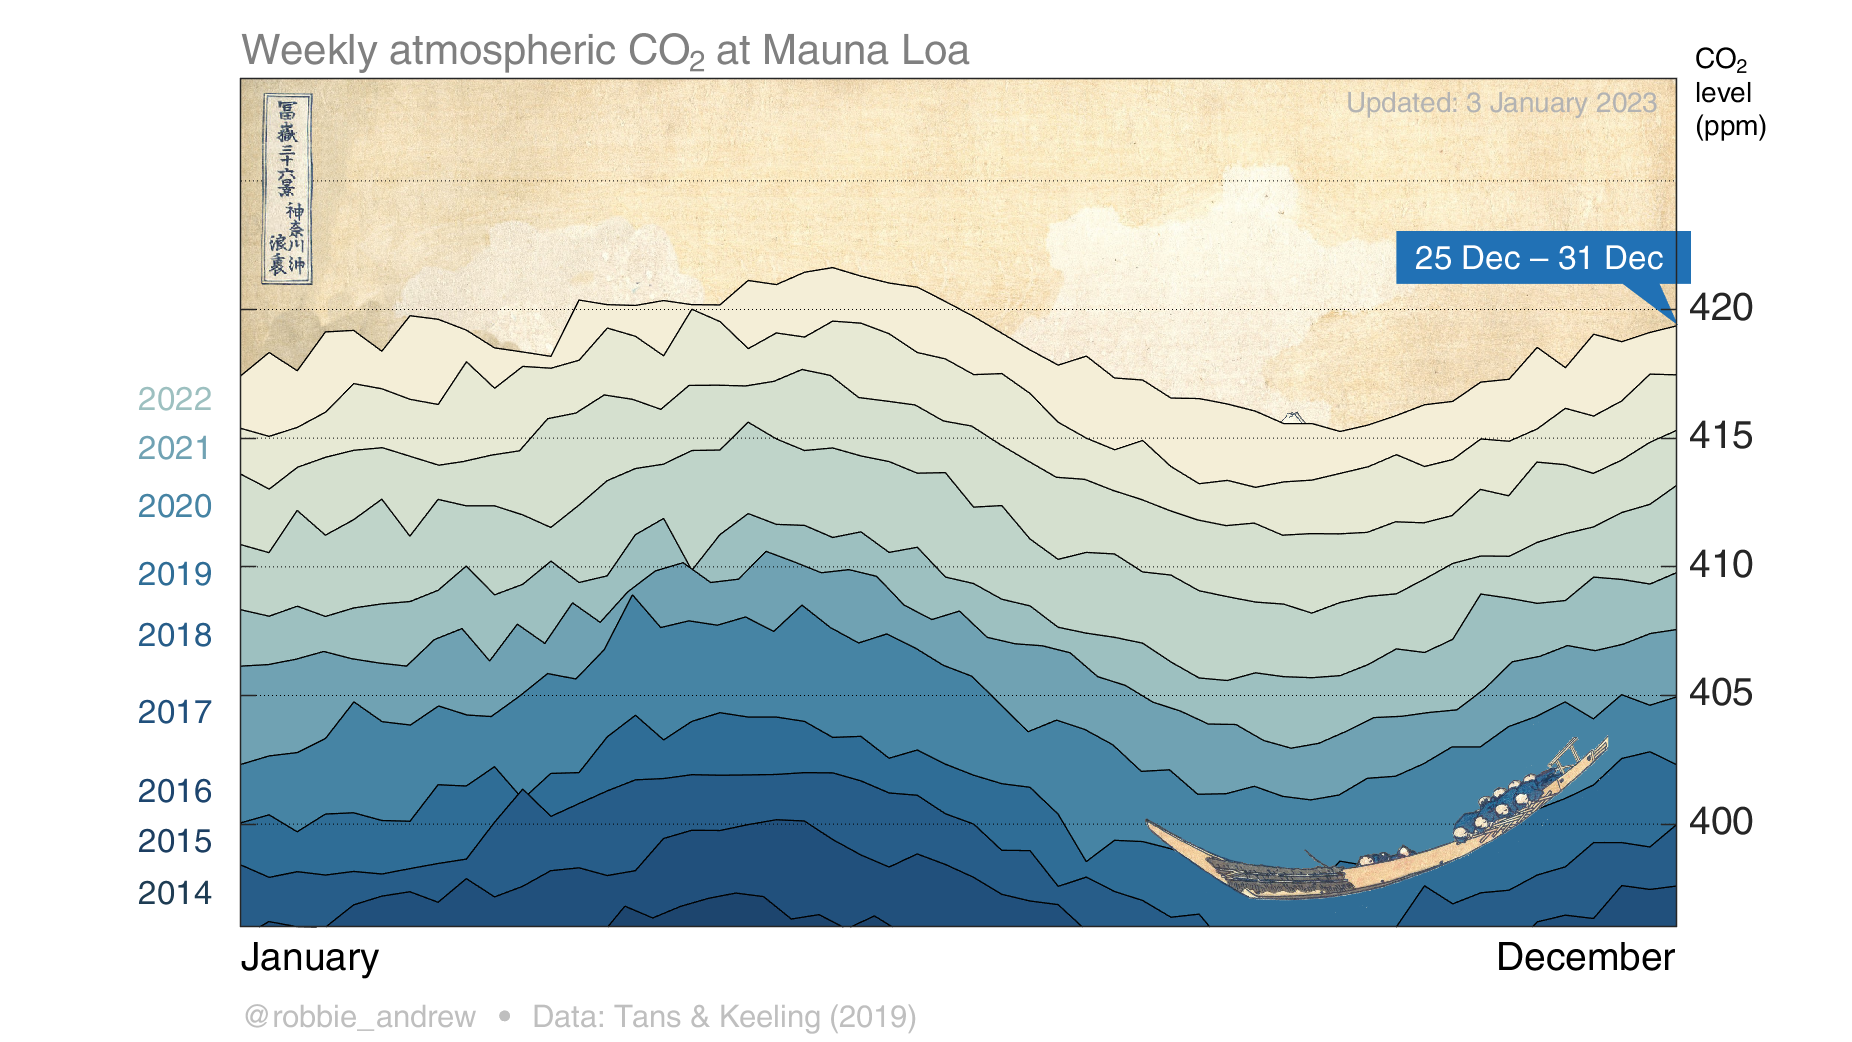 Weekly atmospheric CO₂ at Mauna Loa
CO₂
level
(ppm)
Updated: 3 January 2023
冨嶽三十六景
神奈川沖
浪裏
25 Dec – 31 Dec
420
415
410
405
400
2022
2021
2020
2019
2018
2017
2016
2015
2014
January
December
@robbie_andrew • Data: Tans & Keeling (2019)